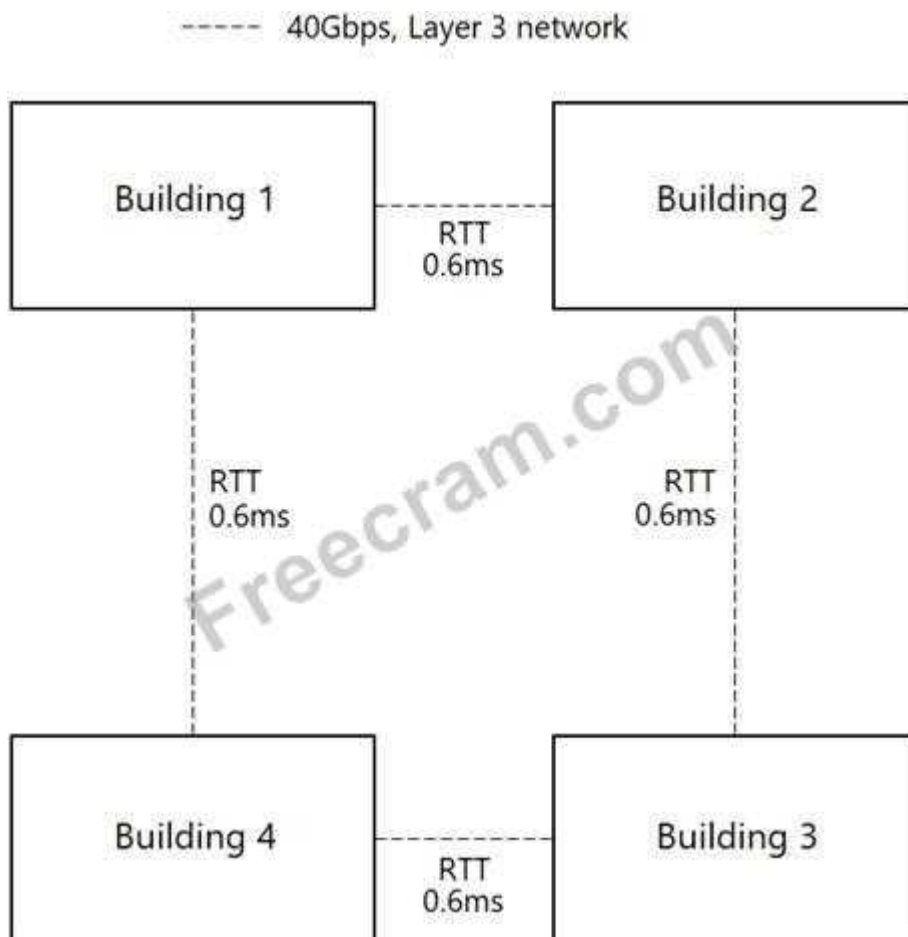 40Gbps, Layer 3 network
Building 1
Building 2
RTT
0.6ms
Freecram.com
RTT
0.6ms
RTT
0.6ms
Building 4
Building 3
RTT
0.6ms